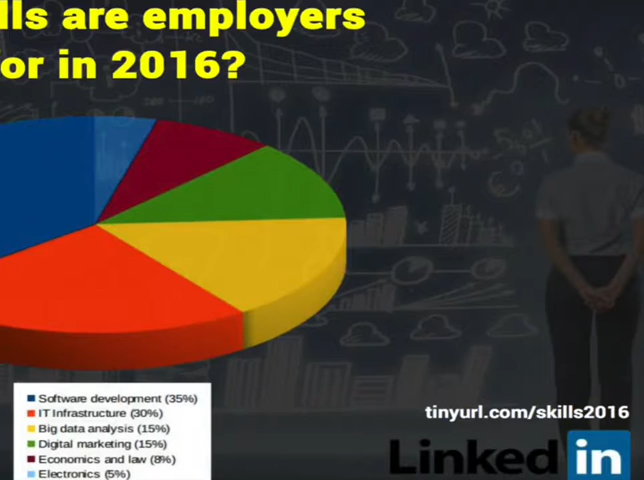 lls are employers
or in 2016?
Software development (35%)
IT Infrastructure (30%)
Big data analysis (15%)
Digital marketing (15%)
Economics and law (8%)
Electronics (5%)
tinyurl.com/skills2016
Linked in